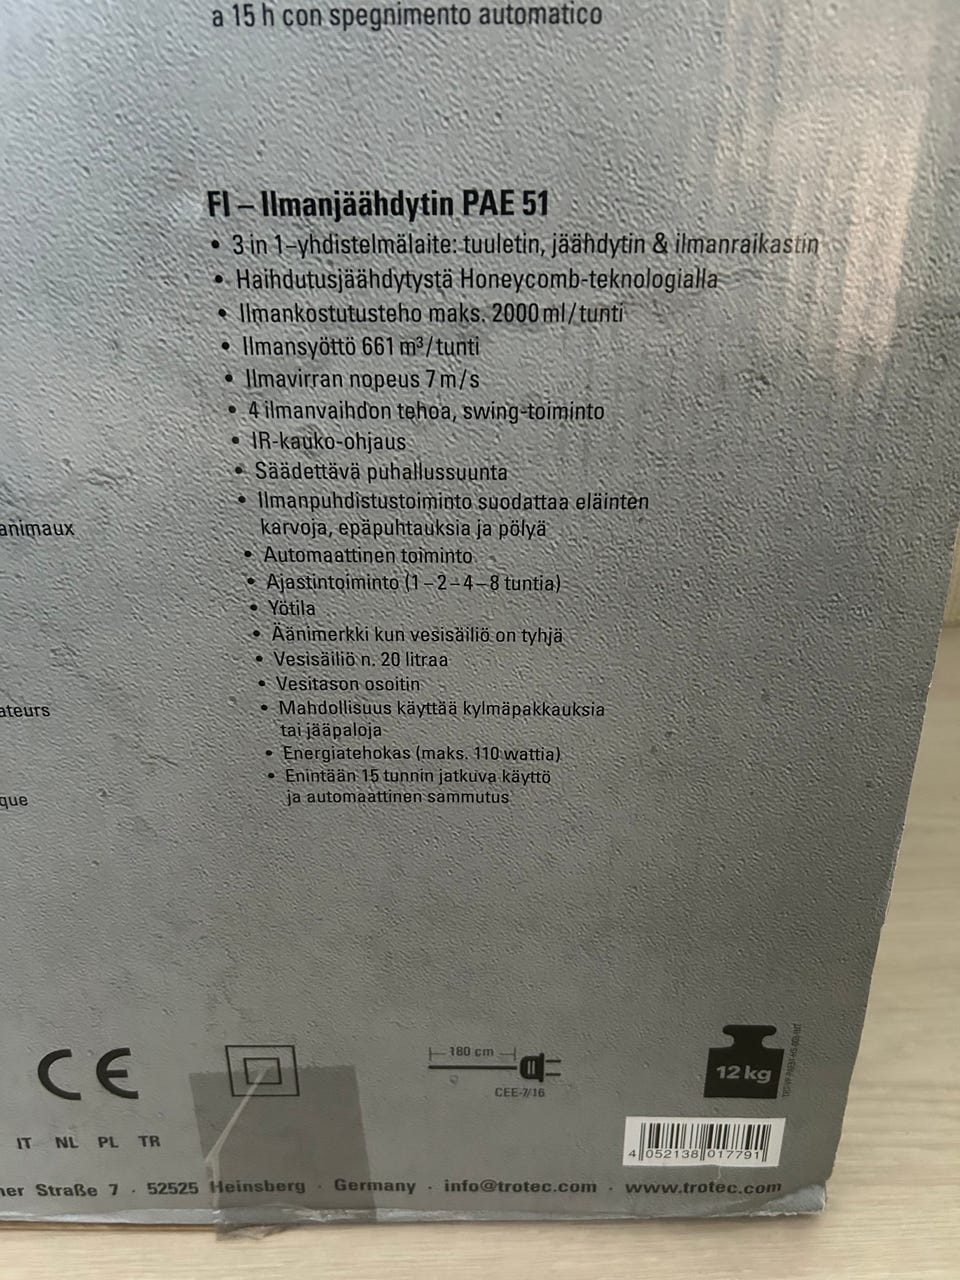 a 15 h con spegnimento automatico
FI – Ilmanjäähdytin PAE 51
• 3 in 1–yhdistelmälaite: tuuletin, jäähdytin & ilmanraikastin
• Haihdutusjäähdytystä Honeycomb-teknologialla
• Ilmankostutusteho maks. 2000 ml/tunti
• Ilmansyöttö 661 m³/tunti
• Ilmavirran nopeus 7 m/s
• 4 ilmanvaihdon tehoa, swing-toiminto
• IR-kauko-ohjaus
• Säädettävä puhallussuunta
• Ilmanpuhdistustoiminto suodattaa eläinten
karvoja, epäpuhtauksia ja pölyä
animaux
• Automaattinen toiminto
• Ajastintoiminto (1–2–4–8 tuntia)
• Yötila
• Äänimerkki kun vesisäiliö on tyhjä
• Vesisäiliö n. 20 litraa
• Vesitason osoitin
• Mahdollisuus käyttää kylmäpakkauksia
tai jääpaloja
ateurs
• Energiatehokas (maks. 110 wattia)
• Enintään 15 tunnin jatkuva käyttö
ja automaattinen sammutus
que
CE
180 cm
CEE-7/16
12 kg
IT NL PL TR
4 052138 017791
ner Straße 7 · 52525 Heinsberg · Germany · info@trotec.com · www.trotec.com